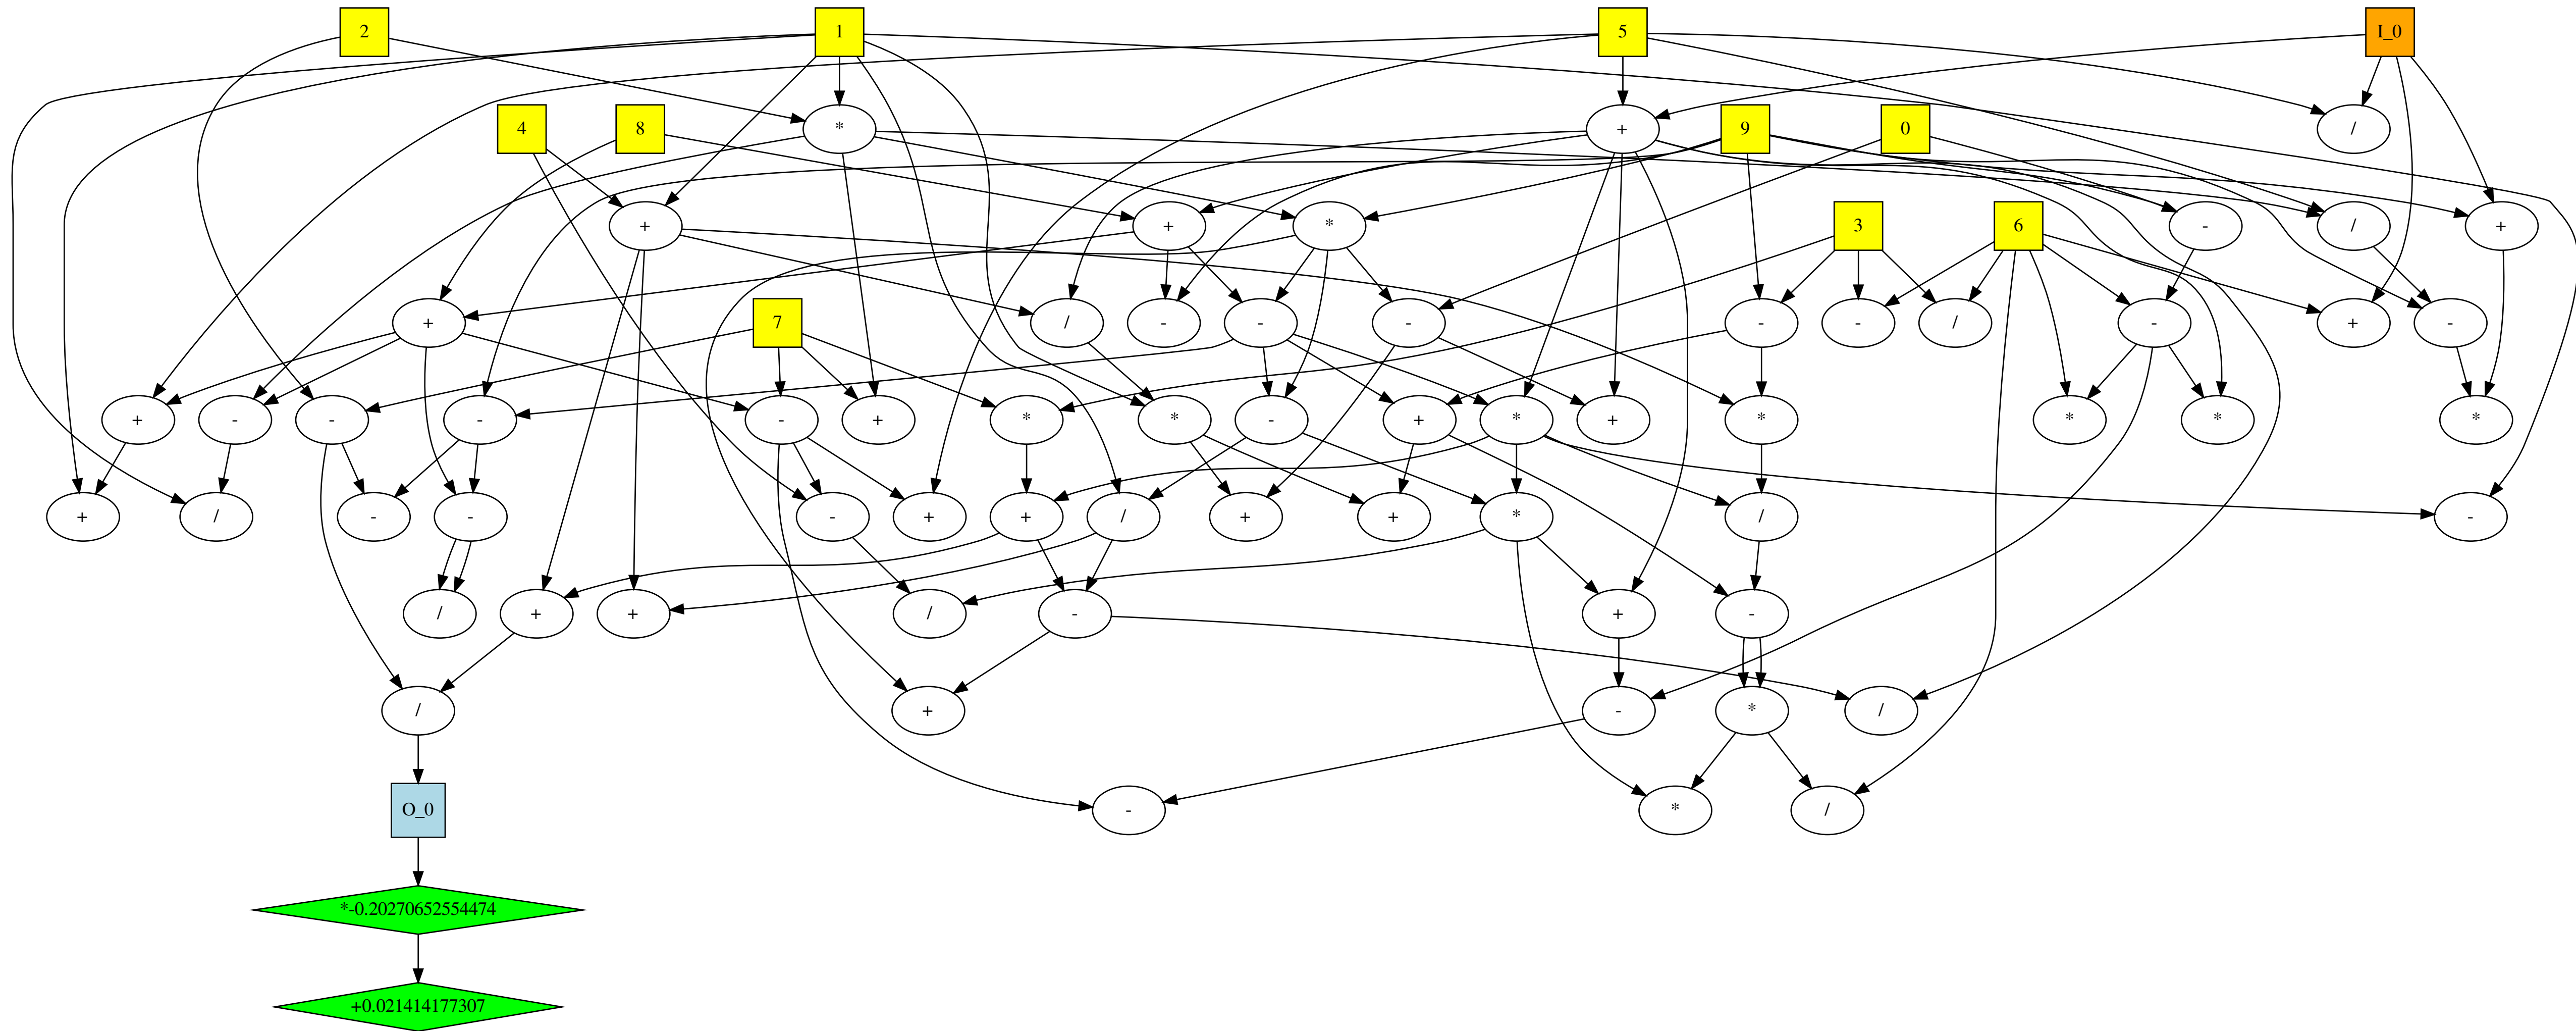 2 1 5 I_0
4 8 * + 9 0 /
+ + * 3 6 - / +
+ 7 / - - - - - / - + -
+ - - - - + * * - + * + * * * *
+ / - - - + + / + + * / -
/ + + / - + -
/ + - * /
O_0 - * /
*-0.20270652554474
+0.021414177307